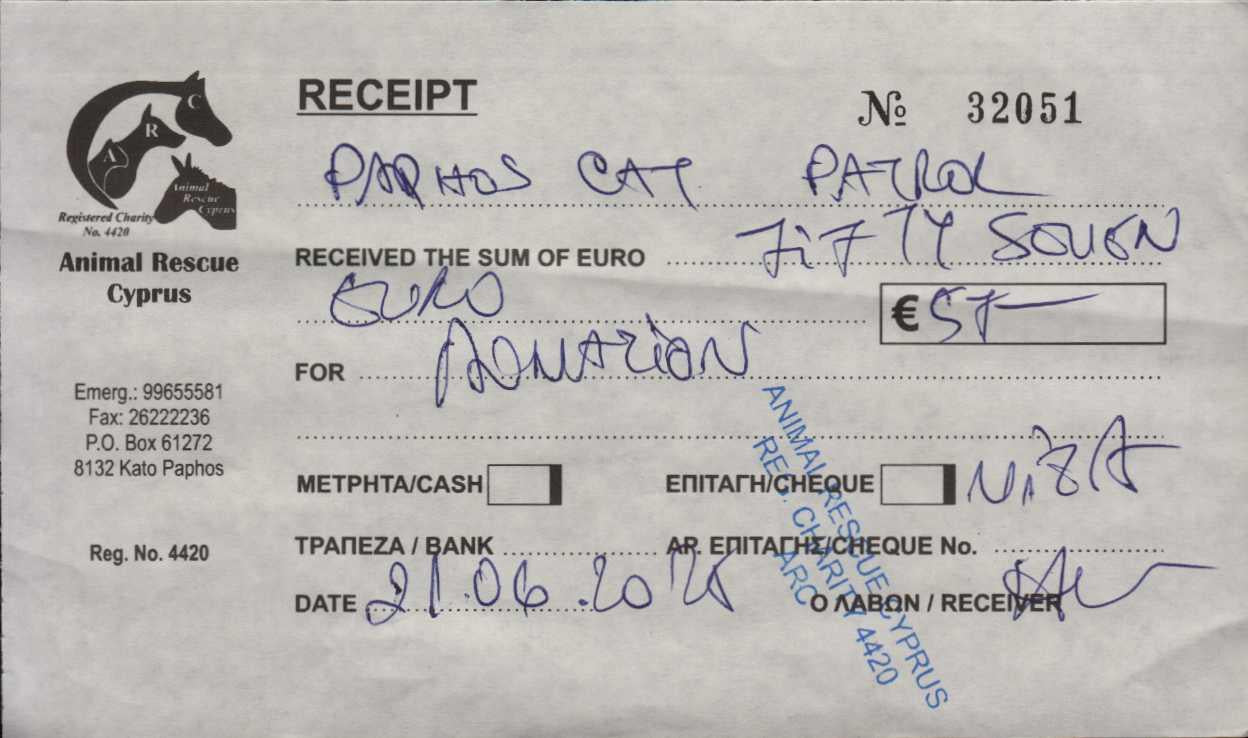 RECEIPT
№ 32051
C
R
A
Animal
Rescue
Cyprus
Registered Charity
No. 4420
Animal Rescue
Cyprus
PAPHOS CAT PATROL
RECEIVED THE SUM OF EURO FIFTY SEVEN
EURO
€ 57
FOR DONATION
Emerg.: 99655581
Fax: 26222236
P.O. Box 61272
8132 Kato Paphos
Reg. No. 4420
ΜΕΤΡΗΤΑ/CASH
ΕΠΙΤΑΓΗ/CHEQUE
ΤΡΑΠΕΖΑ / BANK
ΑΡ. ΕΠΙΤΑΓΗΣ/CHEQUE No.
DATE 21.06.20
Ο ΛΑΒΩΝ / RECEIVER
ANIMAL RESUE CYPRUS
REG. CHARITY 4420
ARC